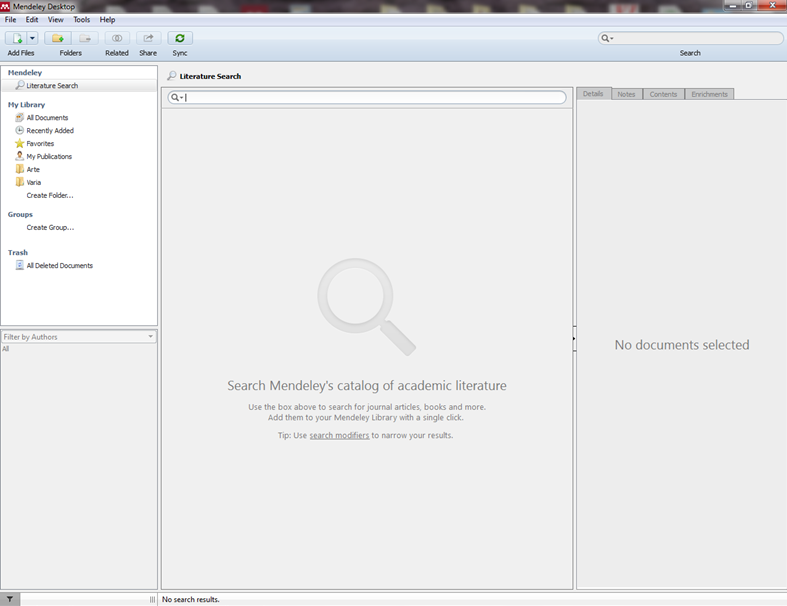 Mendeley Desktop
File Edit View Tools Help
Add Files Folders Related Share Sync Search
Mendeley
Literature Search
My Library
All Documents
Recently Added
Favorites
My Publications
Arte
Varia
Create Folder...
Groups
Create Group...
Trash
All Deleted Documents
Filter by Authors
All
Literature Search
Search Mendeley's catalog of academic literature
Use the box above to search for journal articles, books and more.
Add them to your Mendeley Library with a single click.
Tip: Use search modifiers to narrow your results.
No search results.
Details Notes Contents Enrichments
No documents selected